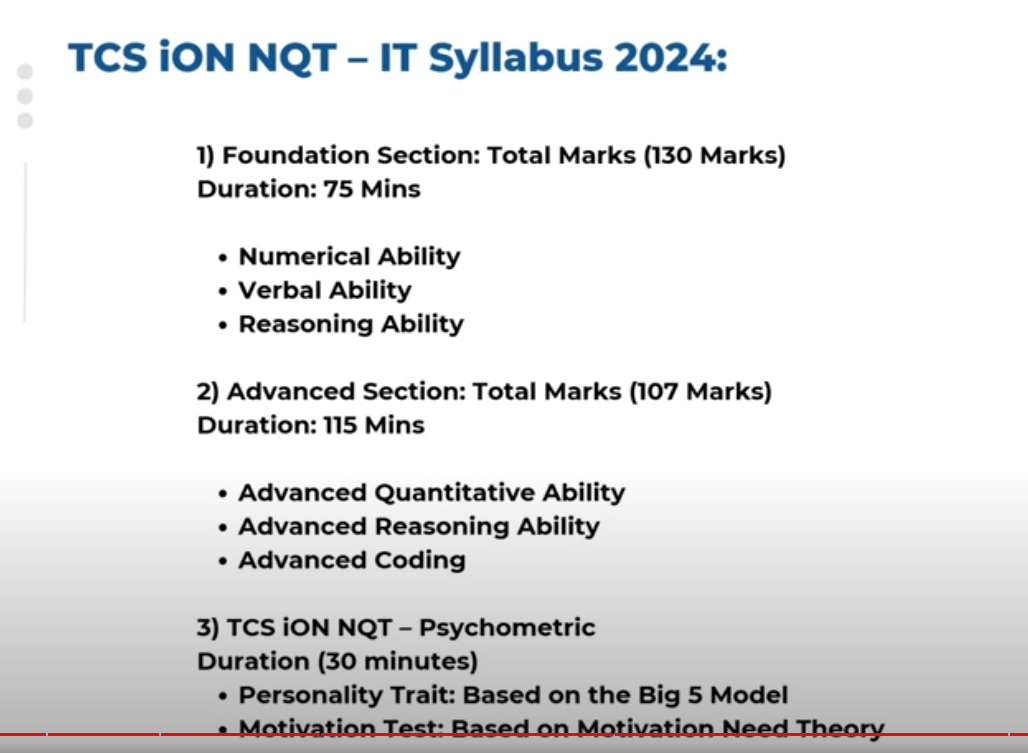 TCS iON NQT – IT Syllabus 2024:
1) Foundation Section: Total Marks (130 Marks)
Duration: 75 Mins
• Numerical Ability
• Verbal Ability
• Reasoning Ability
2) Advanced Section: Total Marks (107 Marks)
Duration: 115 Mins
• Advanced Quantitative Ability
• Advanced Reasoning Ability
• Advanced Coding
3) TCS iON NQT – Psychometric
Duration (30 minutes)
• Personality Trait: Based on the Big 5 Model
• Motivation Test: Based on Motivation Need Theory